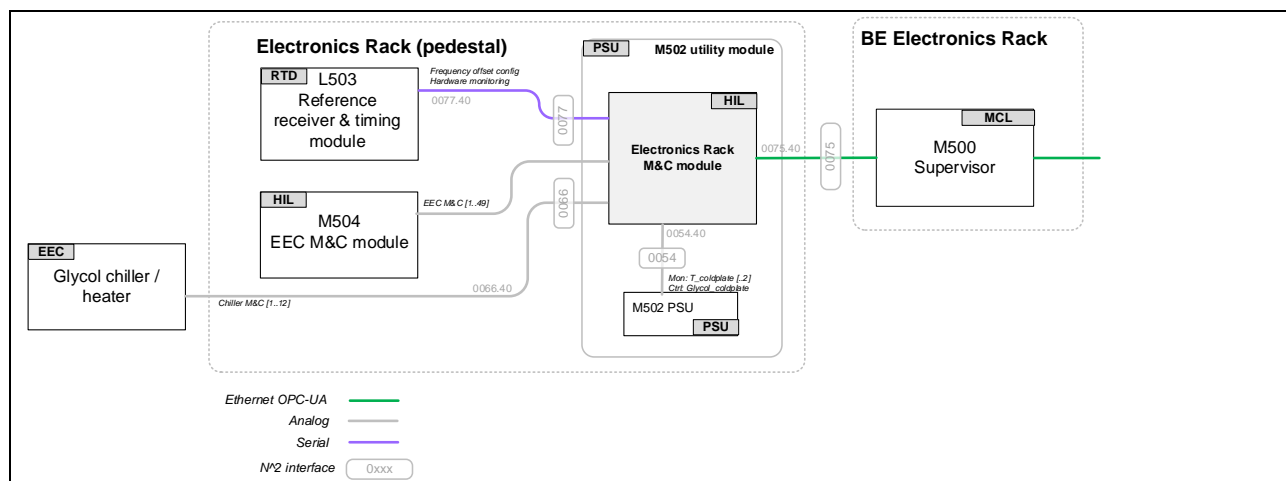 Electronics Rack (pedestal)
PSU
M502 utility module
BE Electronics Rack
RTD
L503
Reference
receiver & timing
module
Frequency offset config
Hardware monitoring
0077.40
0077
HIL
Electronics Rack
M&C module
0075.40
0075
MCL
M500
Supervisor
HIL
M504
EEC M&C module
EEC M&C [1..49]
0066
0054.40
0054
Mon: T_coldplate [..2]
Ctrl: Glycol_coldplate
M502 PSU
PSU
EEC
Glycol chiller /
heater
0066.40
Chiller M&C [1..12]
Ethernet OPC-UA
Analog
Serial
N^2 interface
0xxx